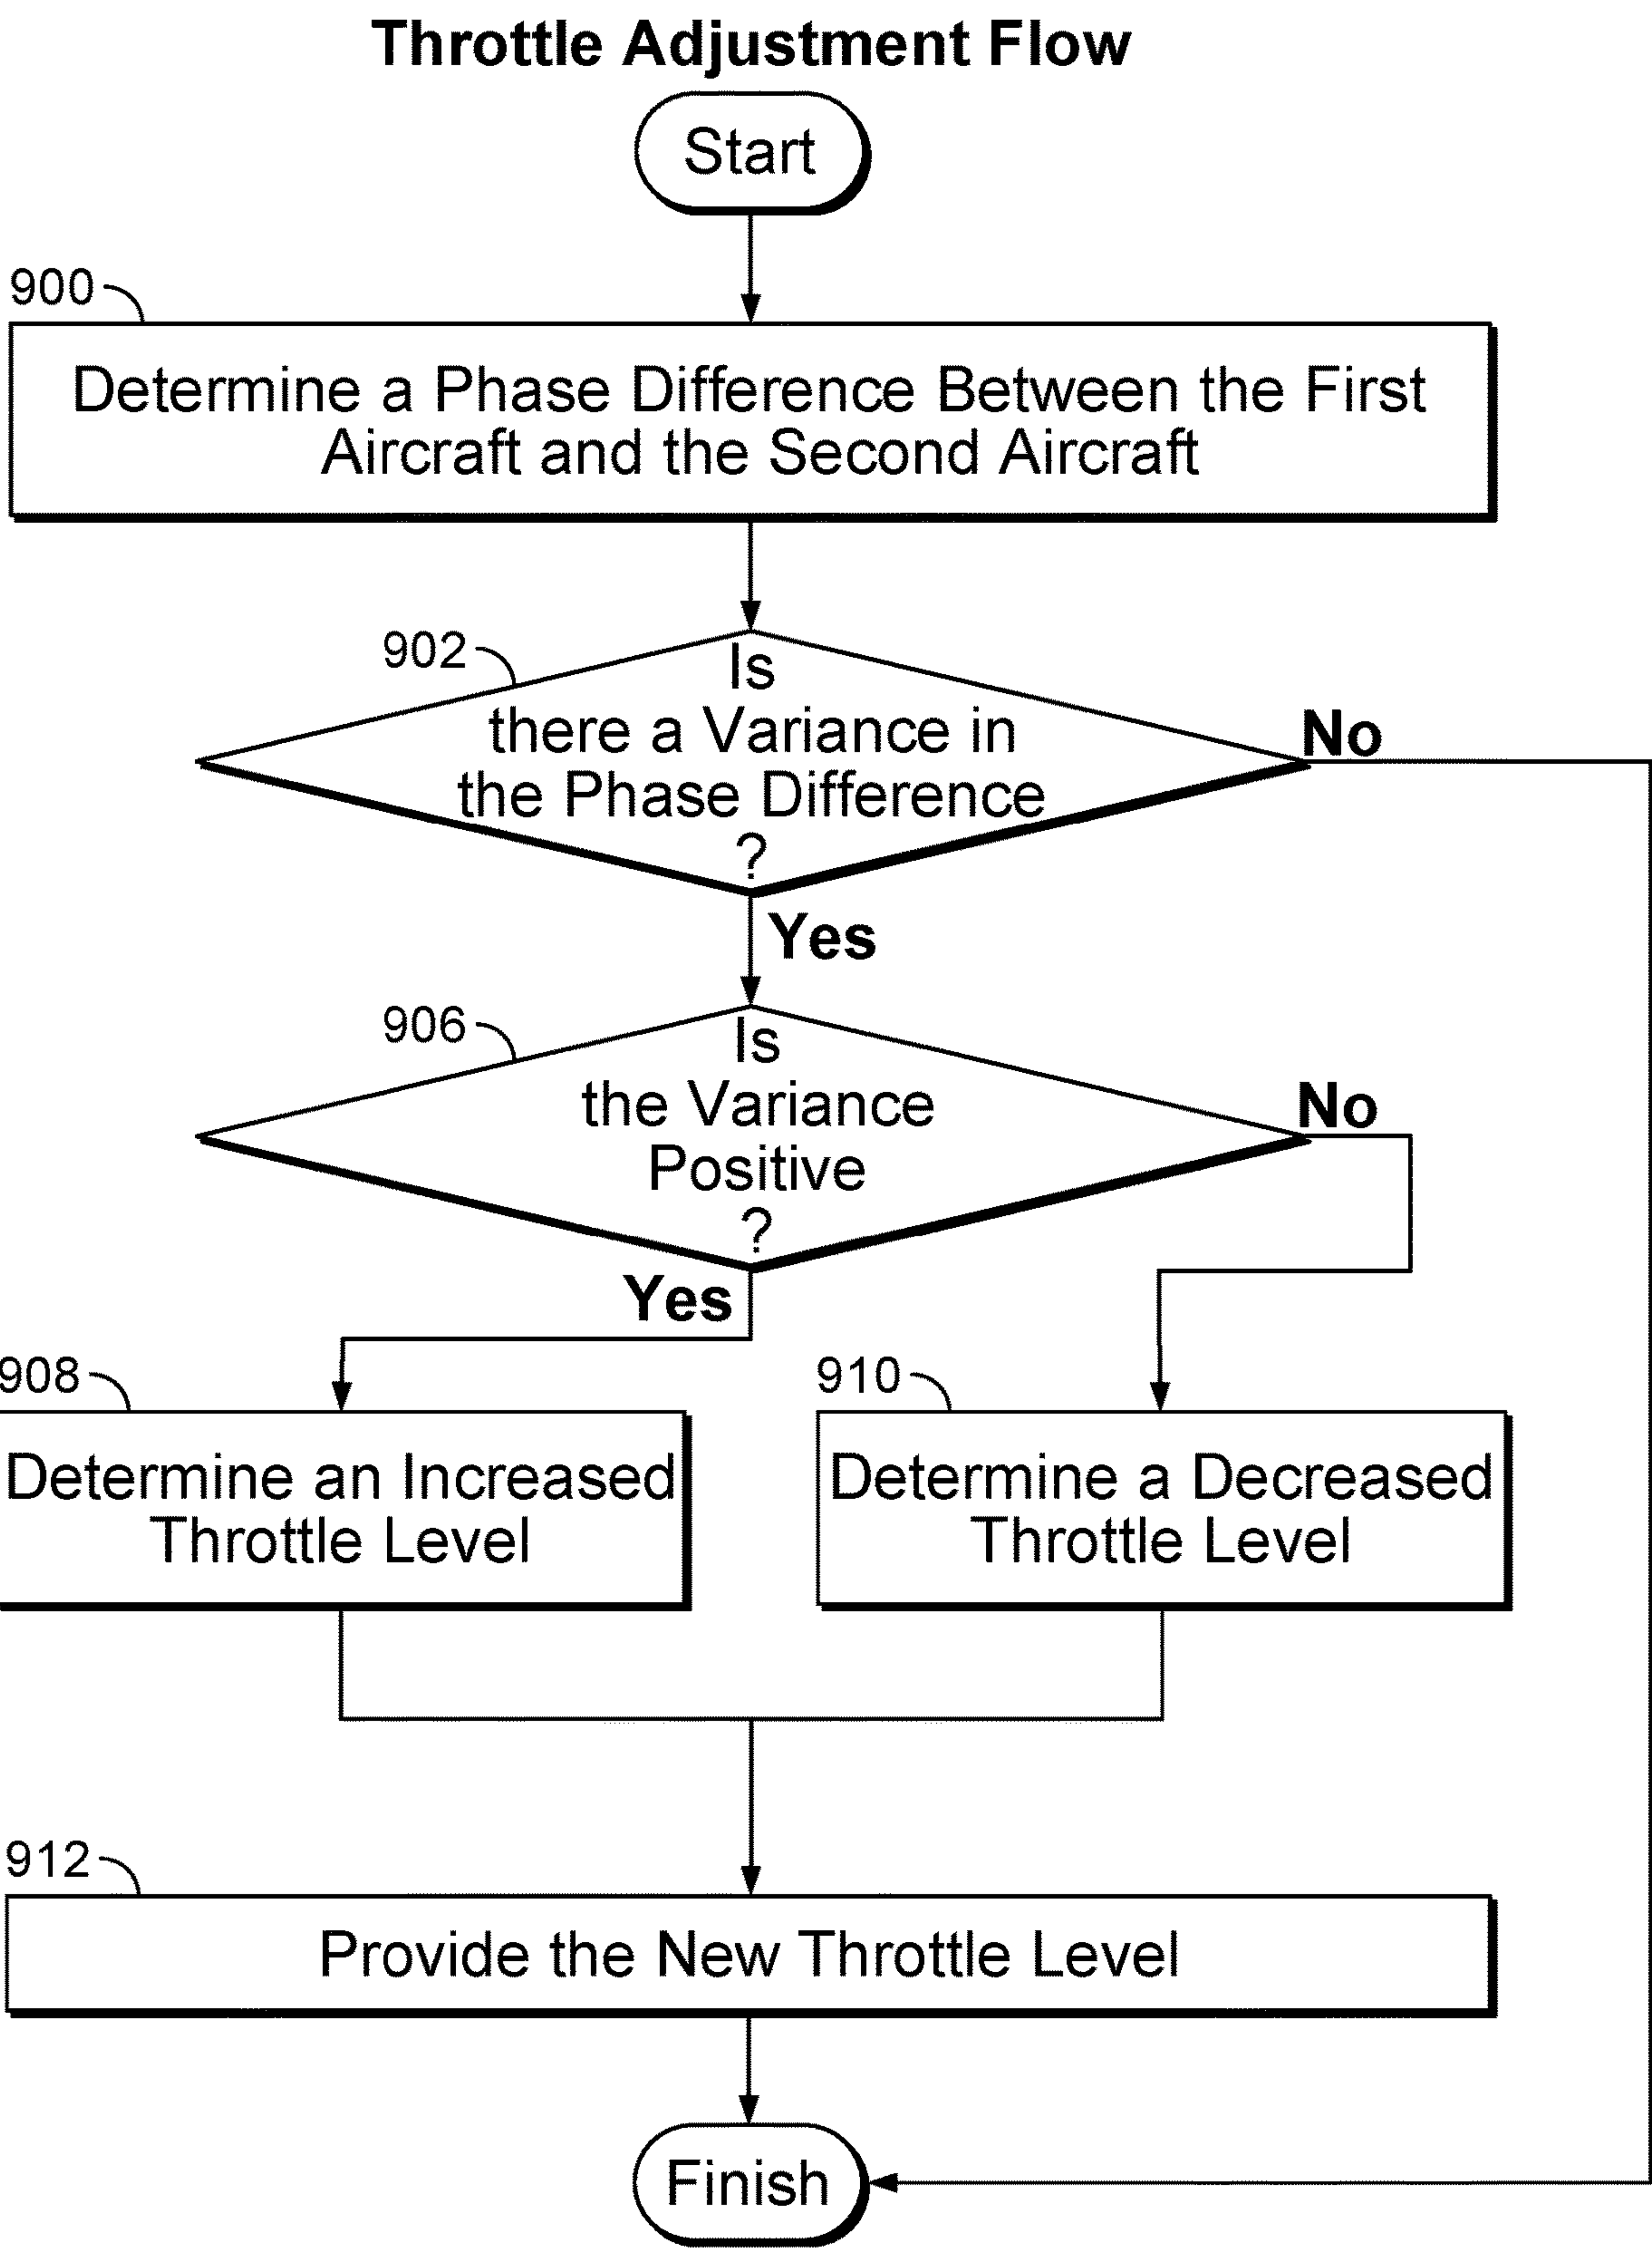 Throttle Adjustment Flow
Start
900
Determine a Phase Difference Between the First
Aircraft and the Second Aircraft
902
Is
there a Variance in
the Phase Difference
?
No
Yes
906
Is
the Variance
Positive
?
No
Yes
908
Determine an Increased
Throttle Level
910
Determine a Decreased
Throttle Level
912
Provide the New Throttle Level
Finish